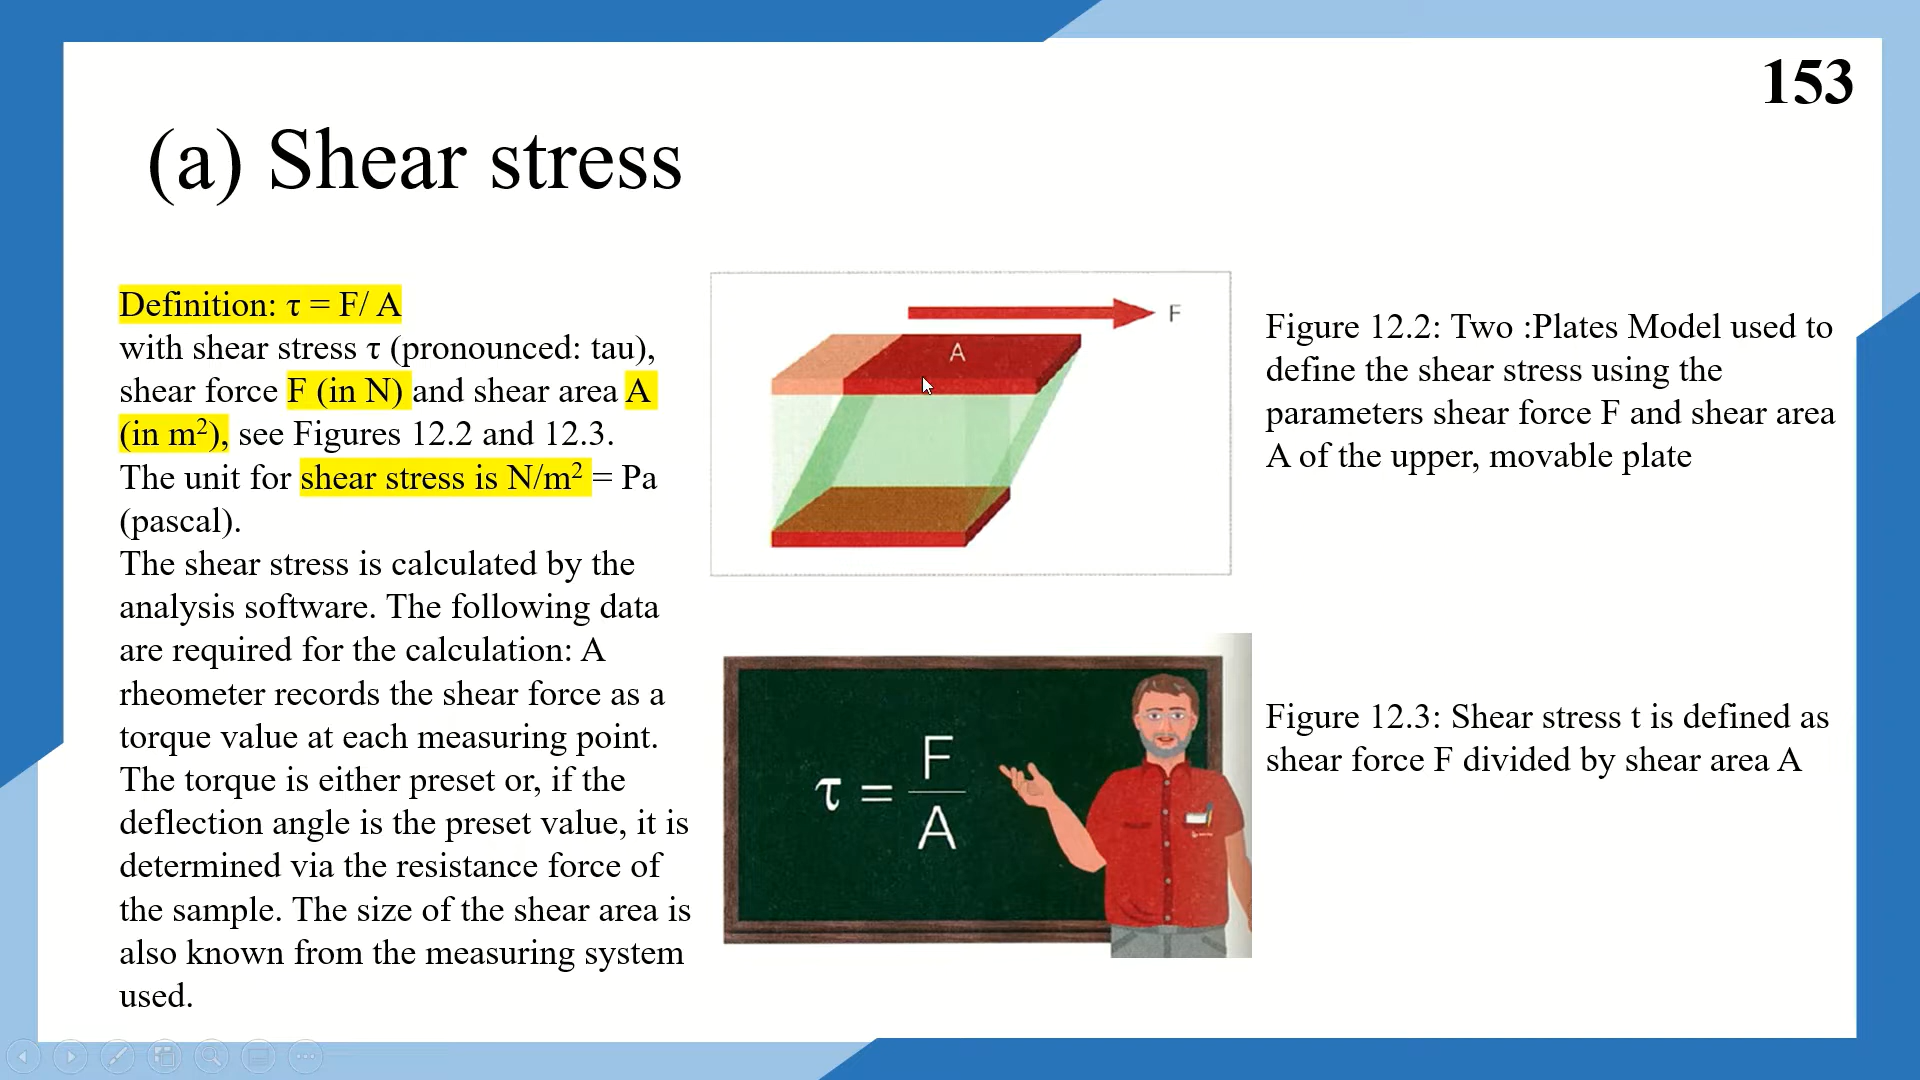 153
(a) Shear stress
Definition: τ = F/ A
with shear stress τ (pronounced: tau),
shear force F (in N) and shear area A
(in m²), see Figures 12.2 and 12.3.
The unit for shear stress is N/m² = Pa
(pascal).
The shear stress is calculated by the
analysis software. The following data
are required for the calculation: A
rheometer records the shear force as a
torque value at each measuring point.
The torque is either preset or, if the
deflection angle is the preset value, it is
determined via the resistance force of
the sample. The size of the shear area is
also known from the measuring system
used.
F
A
Figure 12.2: Two :Plates Model used to
define the shear stress using the
parameters shear force F and shear area
A of the upper, movable plate
τ = F
A
Figure 12.3: Shear stress t is defined as
shear force F divided by shear area A